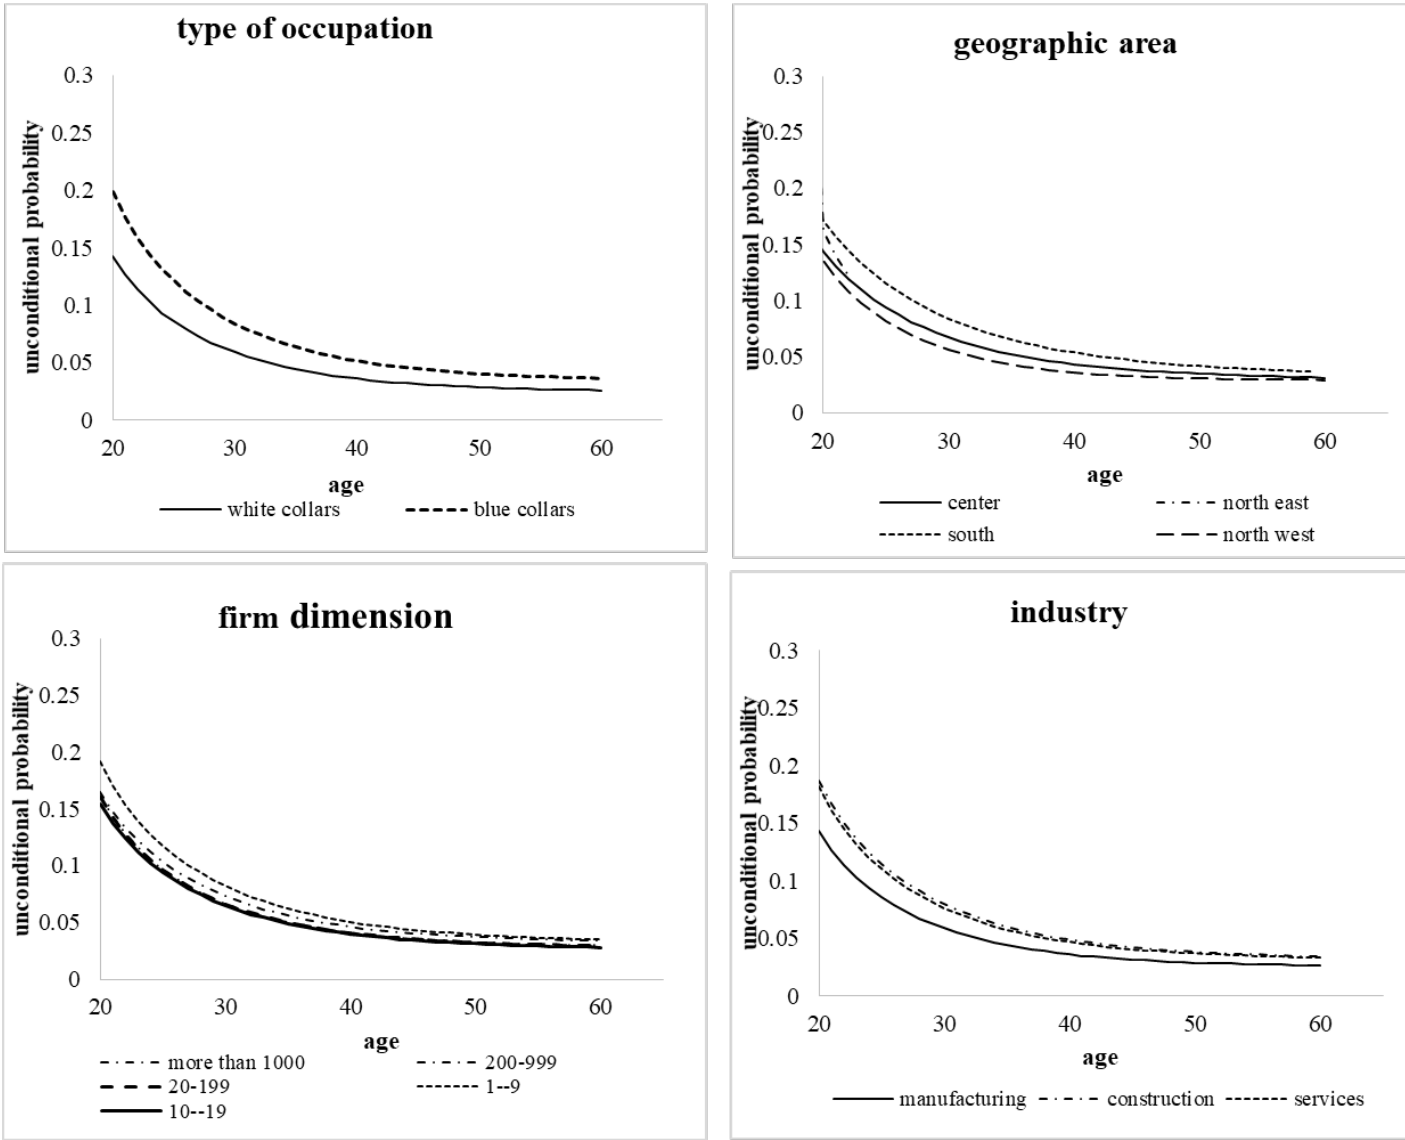 type of occupation
unconditional probability
0.3
0.25
0.2
0.15
0.1
0.05
0
20 30 40 50 60
age
white collars blue collars
geographic area
unconditional probability
0.3
0.25
0.2
0.15
0.1
0.05
0
20 30 40 50 60
age
center north east
south north west
firm dimension
unconditional probability
0.3
0.25
0.2
0.15
0.1
0.05
0
20 30 40 50 60
age
more than 1000 200-999
20-199 1--9
10--19
industry
unconditional probability
0.3
0.25
0.2
0.15
0.1
0.05
0
20 30 40 50 60
age
manufacturing construction services